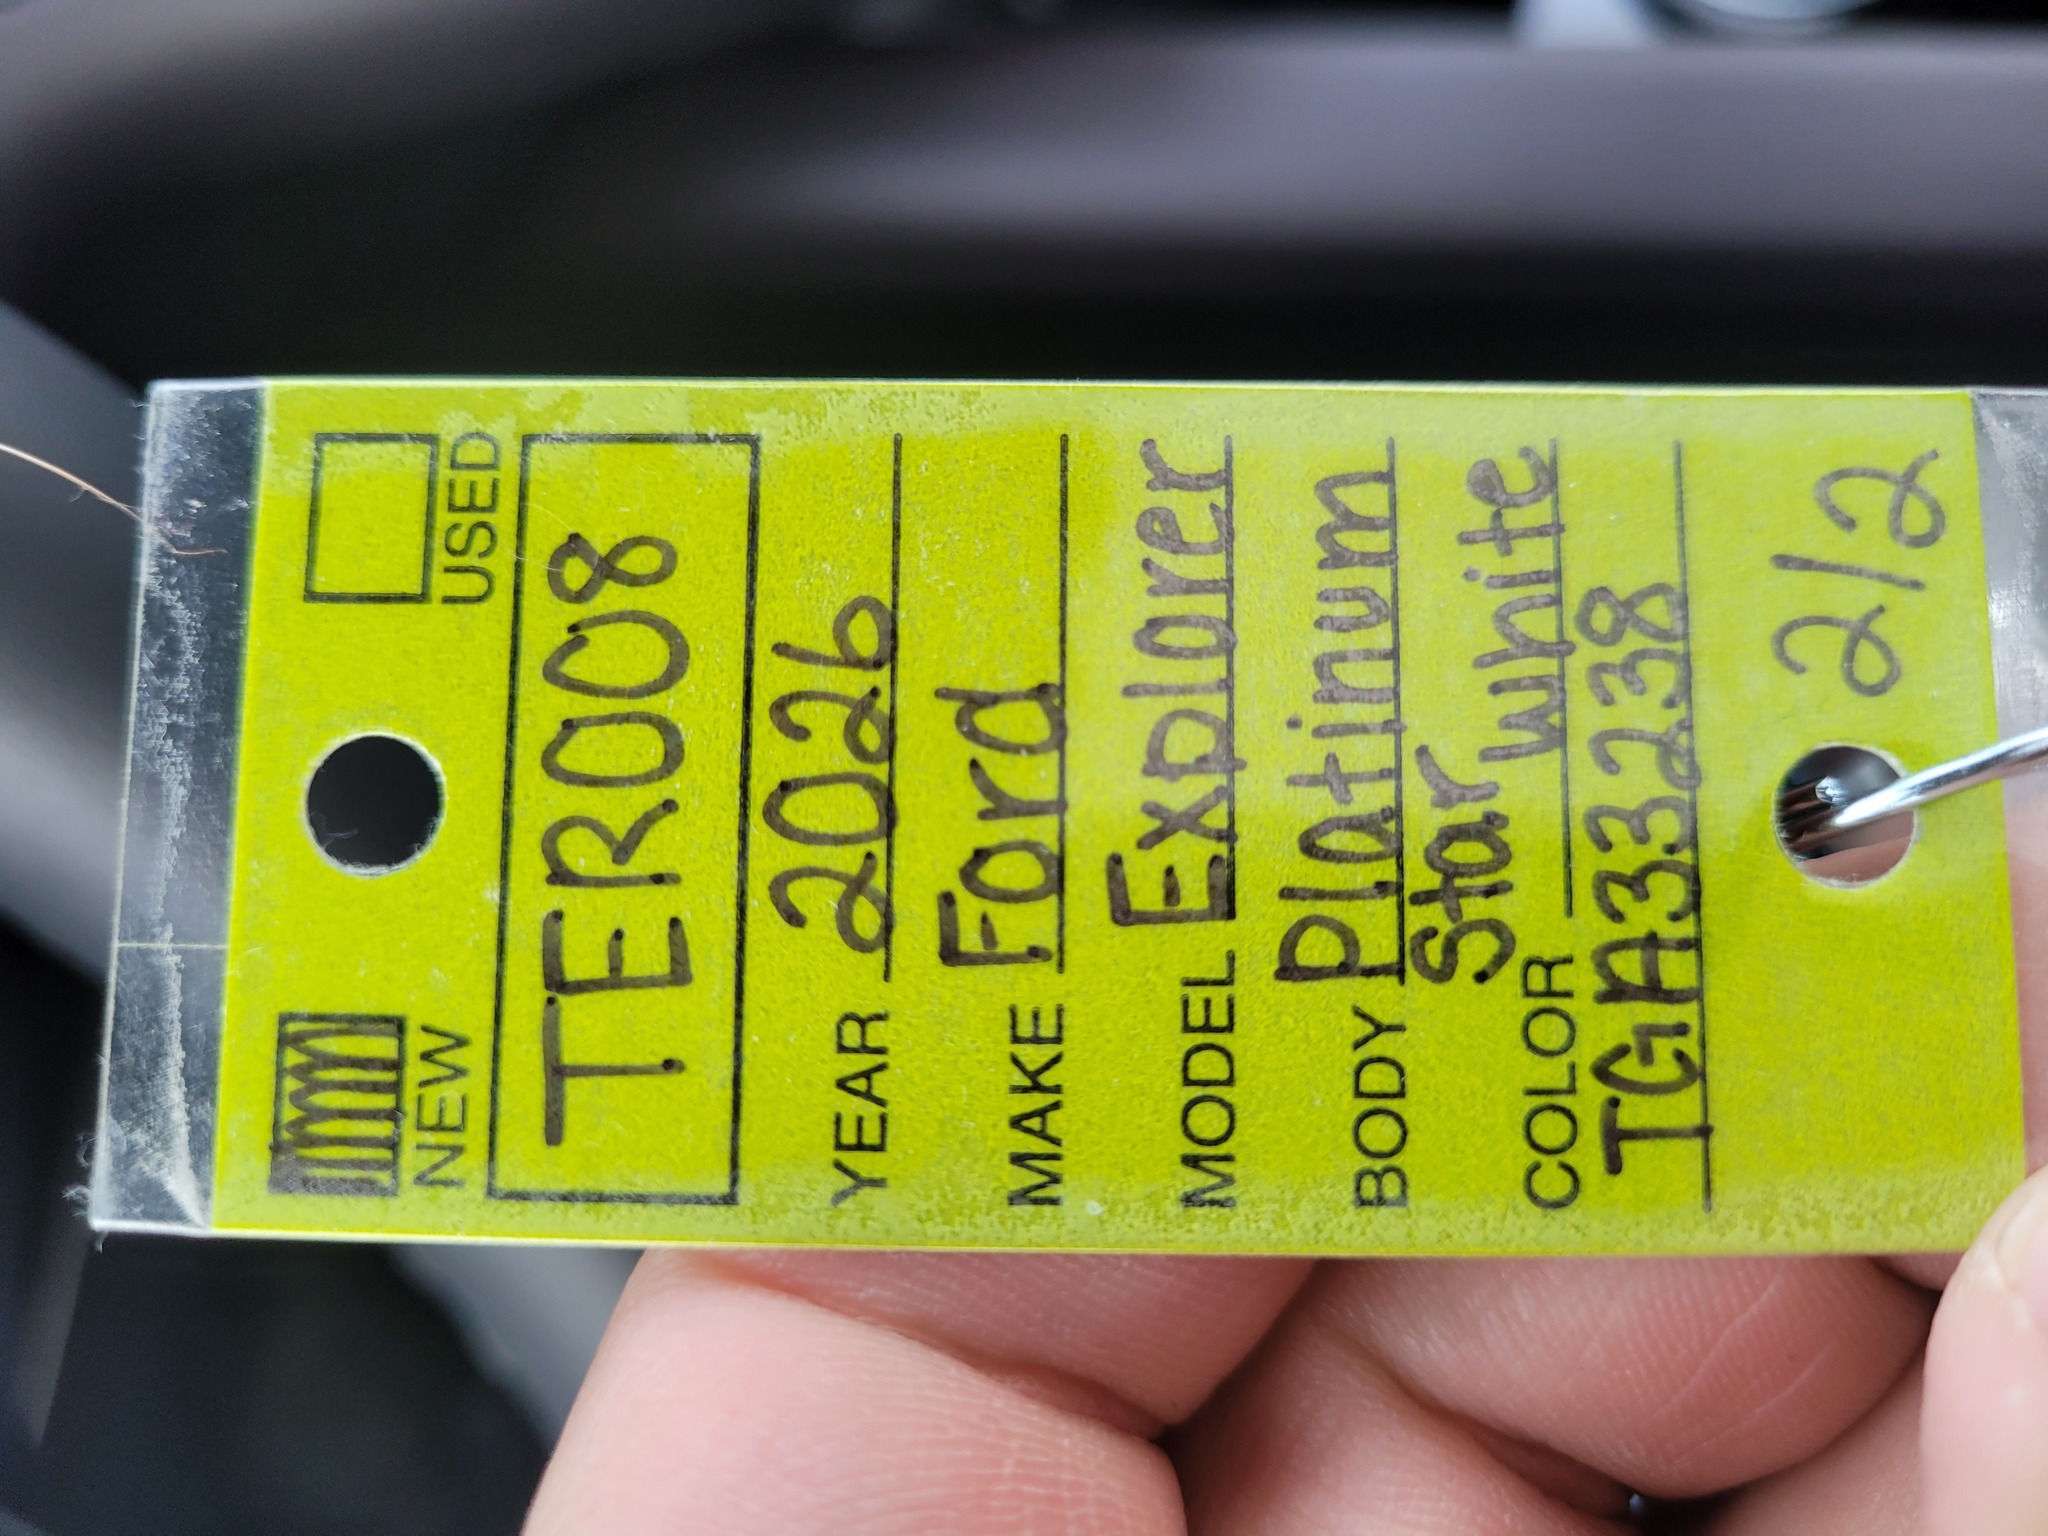 NEW USED
TER008
YEAR 2026
MAKE Ford
MODEL Explorer
BODY Platinum
COLOR Star White
TGA33238
2/2